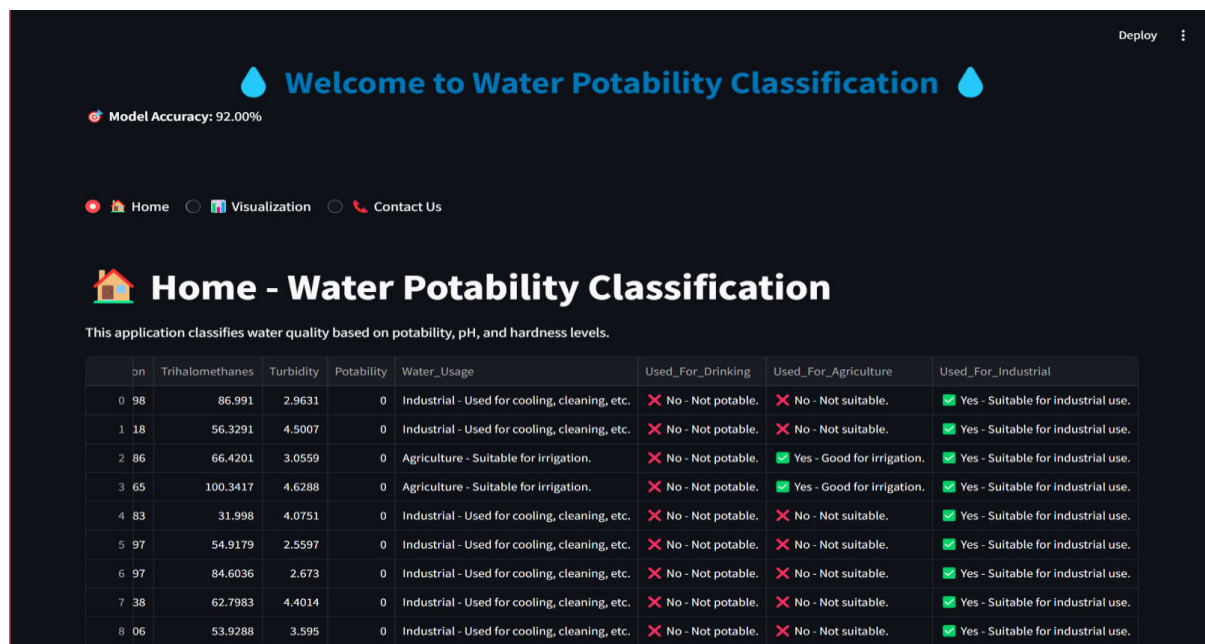 Deploy
Welcome to Water Potability Classification
Model Accuracy: 92.00%
Home Visualization Contact Us
Home - Water Potability Classification
This application classifies water quality based on potability, pH, and hardness levels.
on Trihalomethanes Turbidity Potability Water_Usage Used_For_Drinking Used_For_Agriculture Used_For_Industrial
0 98 86.991 2.9631 0 Industrial - Used for cooling, cleaning, etc. ❌ No - Not potable. ❌ No - Not suitable. ✅ Yes - Suitable for industrial use.
1 18 56.3291 4.5007 0 Industrial - Used for cooling, cleaning, etc. ❌ No - Not potable. ❌ No - Not suitable. ✅ Yes - Suitable for industrial use.
2 86 66.4201 3.0559 0 Agriculture - Suitable for irrigation. ❌ No - Not potable. ✅ Yes - Good for irrigation. ✅ Yes - Suitable for industrial use.
3 65 100.3417 4.6288 0 Agriculture - Suitable for irrigation. ❌ No - Not potable. ✅ Yes - Good for irrigation. ✅ Yes - Suitable for industrial use.
4 83 31.998 4.0751 0 Industrial - Used for cooling, cleaning, etc. ❌ No - Not potable. ❌ No - Not suitable. ✅ Yes - Suitable for industrial use.
5 97 54.9179 2.5597 0 Industrial - Used for cooling, cleaning, etc. ❌ No - Not potable. ❌ No - Not suitable. ✅ Yes - Suitable for industrial use.
6 97 84.6036 2.673 0 Industrial - Used for cooling, cleaning, etc. ❌ No - Not potable. ❌ No - Not suitable. ✅ Yes - Suitable for industrial use.
7 38 62.7983 4.4014 0 Industrial - Used for cooling, cleaning, etc. ❌ No - Not potable. ❌ No - Not suitable. ✅ Yes - Suitable for industrial use.
8 06 53.9288 3.595 0 Industrial - Used for cooling, cleaning, etc. ❌ No - Not potable. ❌ No - Not suitable. ✅ Yes - Suitable for industrial use.